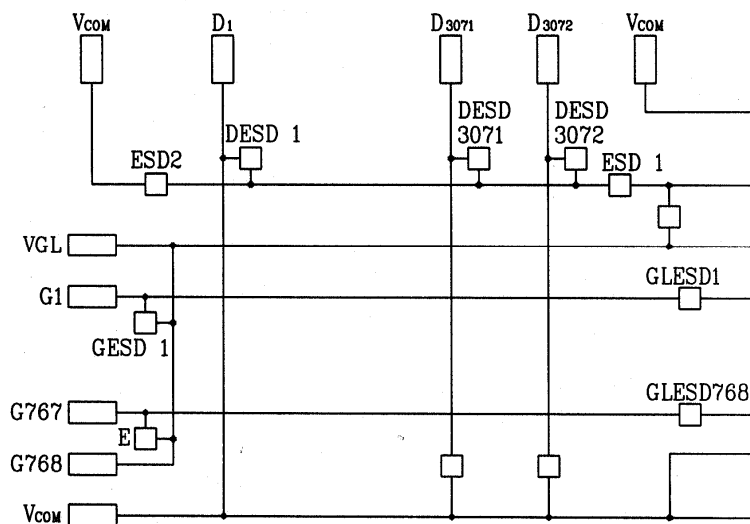 VCOM D1 D3071 D3072 VCOM
DESD 1
DESD 3071
DESD 3072
ESD2
ESD 1
VGL
G1
GLESD1
GESD 1
GLESD768
G767
E
G768
VCOM